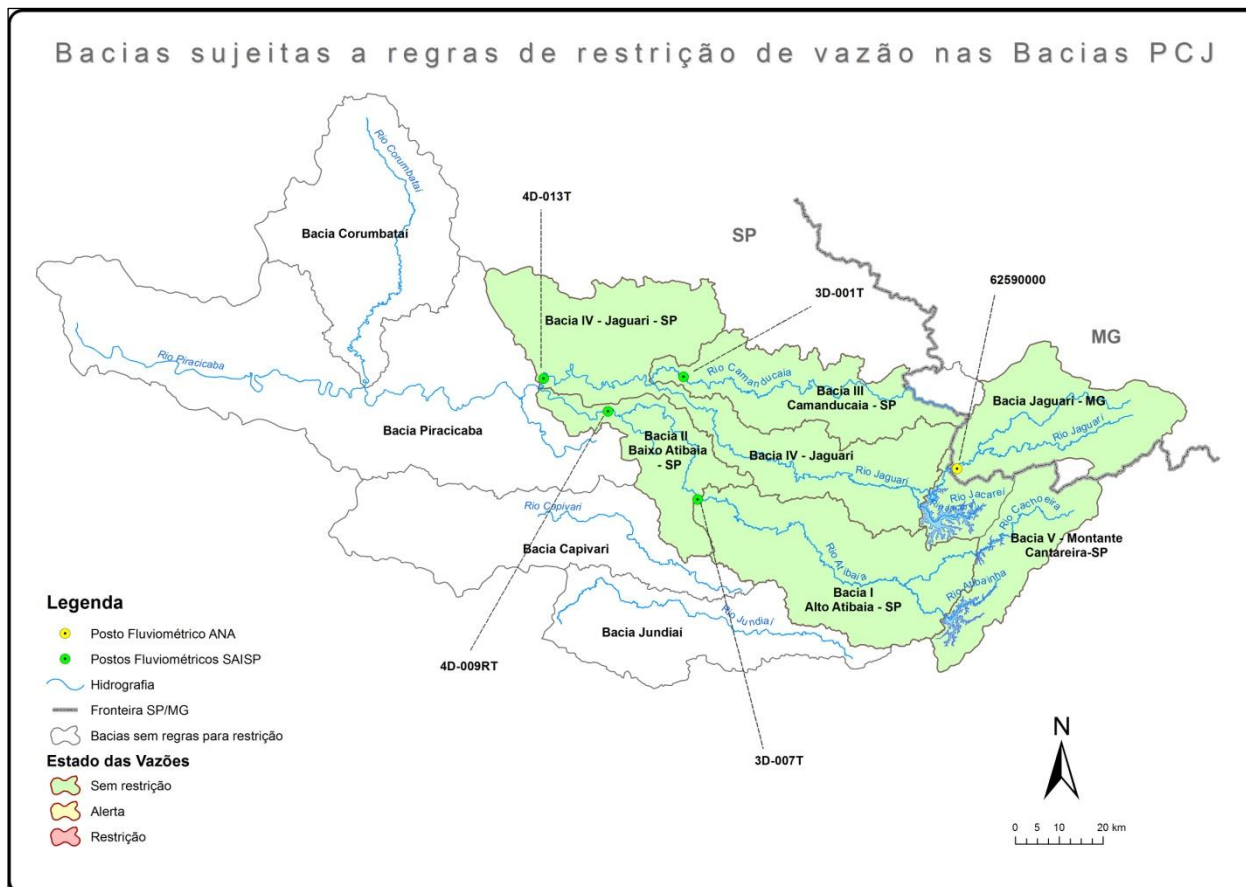 Bacias sujeitas a regras de restrição de vazão nas Bacias PCJ
Rio Corumbataí
Bacia Corumbataí
4D-013T
SP
3D-001T
62590000
MG
Bacia IV - Jaguari - SP
Rio Camanducaia
Bacia III
Camanducaia - SP
Bacia Jaguari - MG
Rio Jaguari
Rio Piracicaba
Bacia Piracicaba
Bacia II
Baixo Atibaia
- SP
Bacia IV - Jaguari
Rio Jaguari
Rio Jacareí
Rio Cachoeira
Bacia V - Montante
Cantareira-SP
Rio Capivari
Bacia Capivari
Rio Atibaia
Rio Atibainha
Bacia I
Alto Atibaia - SP
Bacia Jundiaí
Rio Jundiaí
4D-009RT
3D-007T
Legenda
Posto Fluviométrico ANA
Postos Fluviométricos SAISP
Hidrografia
Fronteira SP/MG
Bacias sem regras para restrição
Estado das Vazões
Sem restrição
Alerta
Restrição
N
0 5 10 20 km